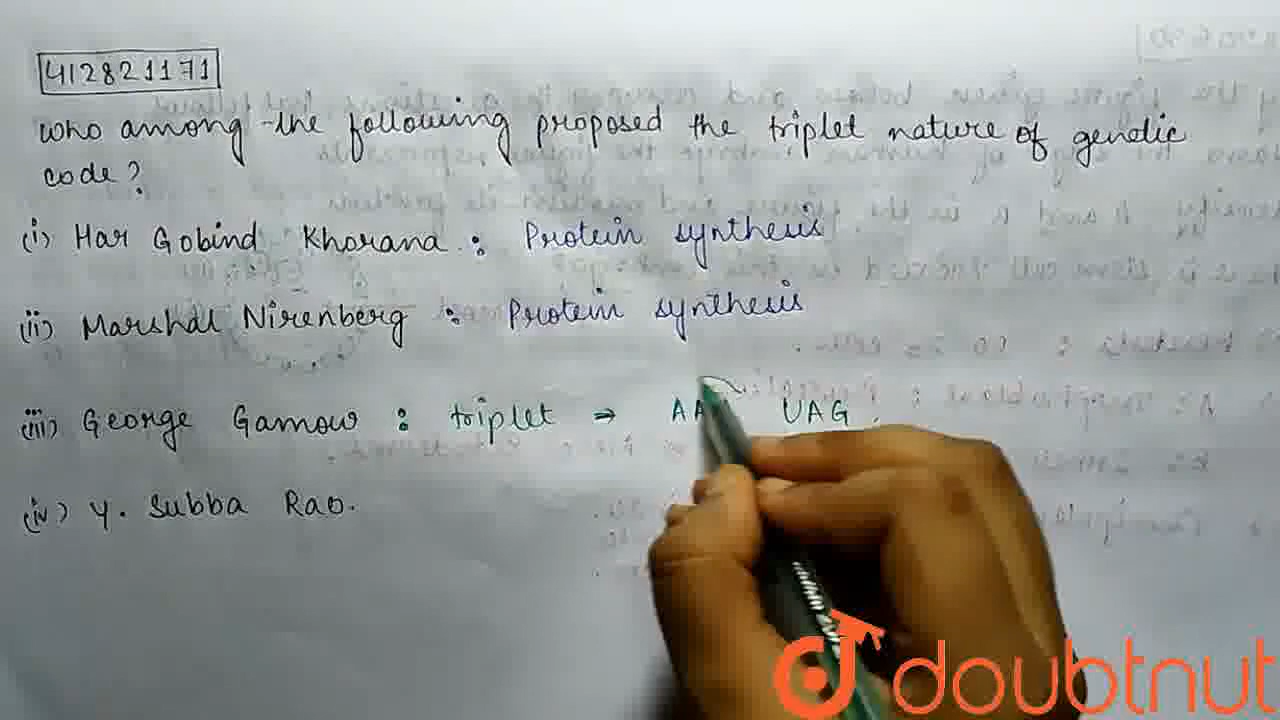 412821171
who among the following proposed the triplet nature of genetic
code?
(i) Har Gobind Khorana : Protein synthesis
(ii) Marshal Nirenberg : Protein synthesis
(iii) George Gamow : triplet ⇒ AA UAG
(iv) Y. Subba Rao.
doubtnut